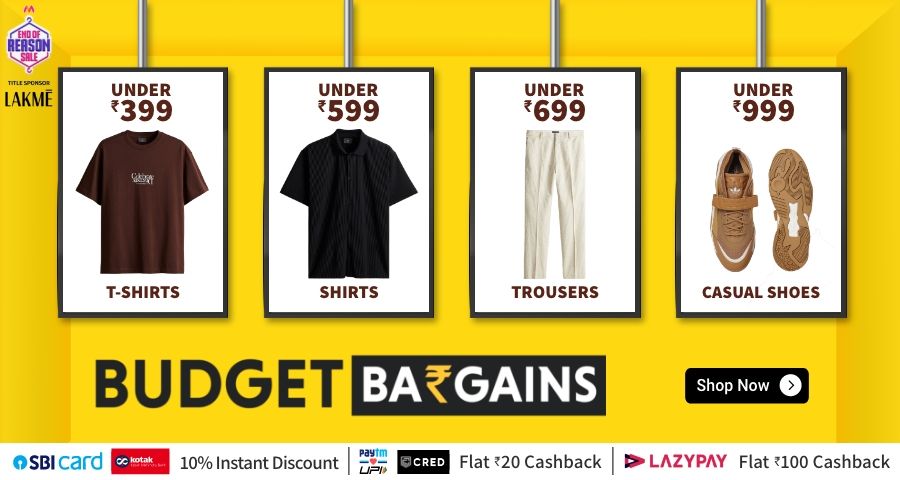 END OF
REASON
SALE
TITLE SPONSOR
LAKMĒ
UNDER
₹399
T-SHIRTS
UNDER
₹599
SHIRTS
UNDER
₹699
TROUSERS
UNDER
₹999
CASUAL SHOES
BUDGET BA₹GAINS
Shop Now
SBI card kotak 10% Instant Discount paytm UPI CRED Flat ₹20 Cashback LAZYPAY Flat ₹100 Cashback